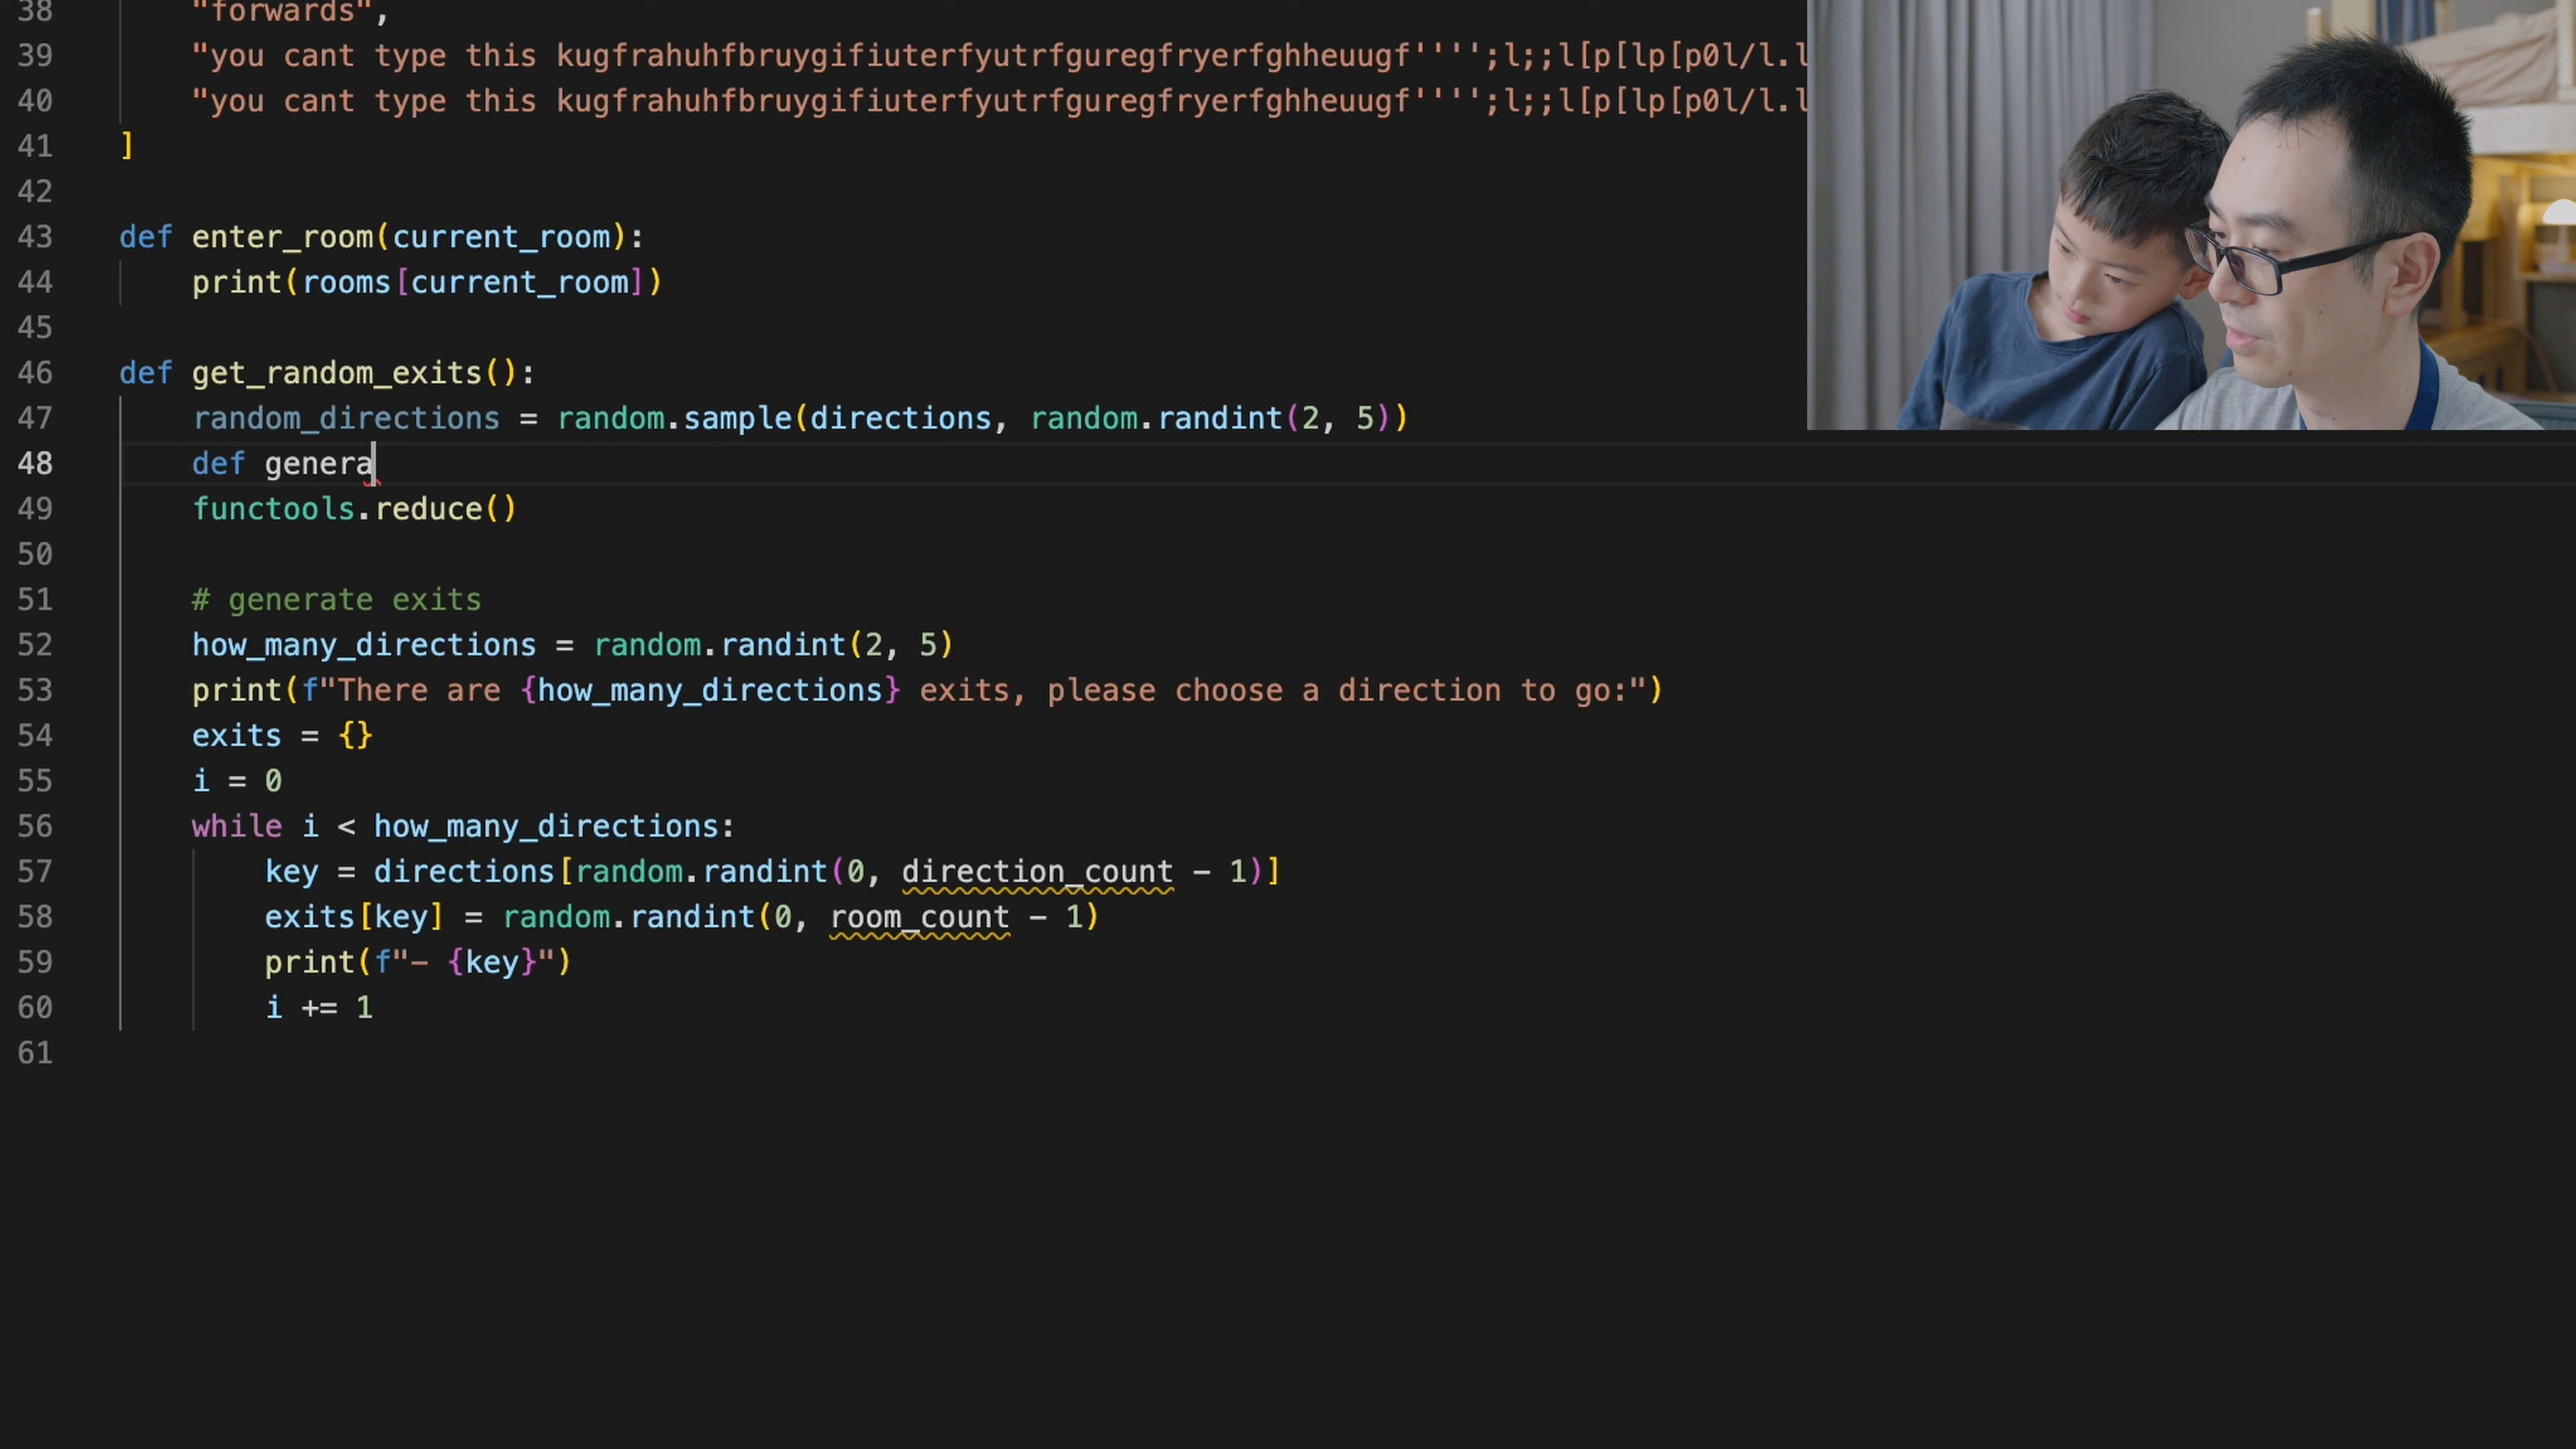 38 "forwards",
39 "you cant type this kugfrahuhfbruygifiuterfyutrfguregfryerfghheuugf'''';l;;l[p[lp[p0l/l.l
40 "you cant type this kugfrahuhfbruygifiuterfyutrfguregfryerfghheuugf'''';l;;l[p[lp[p0l/l.l
41 ]
42
43 def enter_room(current_room):
44 print(rooms[current_room])
45
46 def get_random_exits():
47 random_directions = random.sample(directions, random.randint(2, 5))
48 def genera
49 functools.reduce()
50
51 # generate exits
52 how_many_directions = random.randint(2, 5)
53 print(f"There are {how_many_directions} exits, please choose a direction to go:")
54 exits = {}
55 i = 0
56 while i < how_many_directions:
57 key = directions[random.randint(0, direction_count - 1)]
58 exits[key] = random.randint(0, room_count - 1)
59 print(f"- {key}")
60 i += 1
61